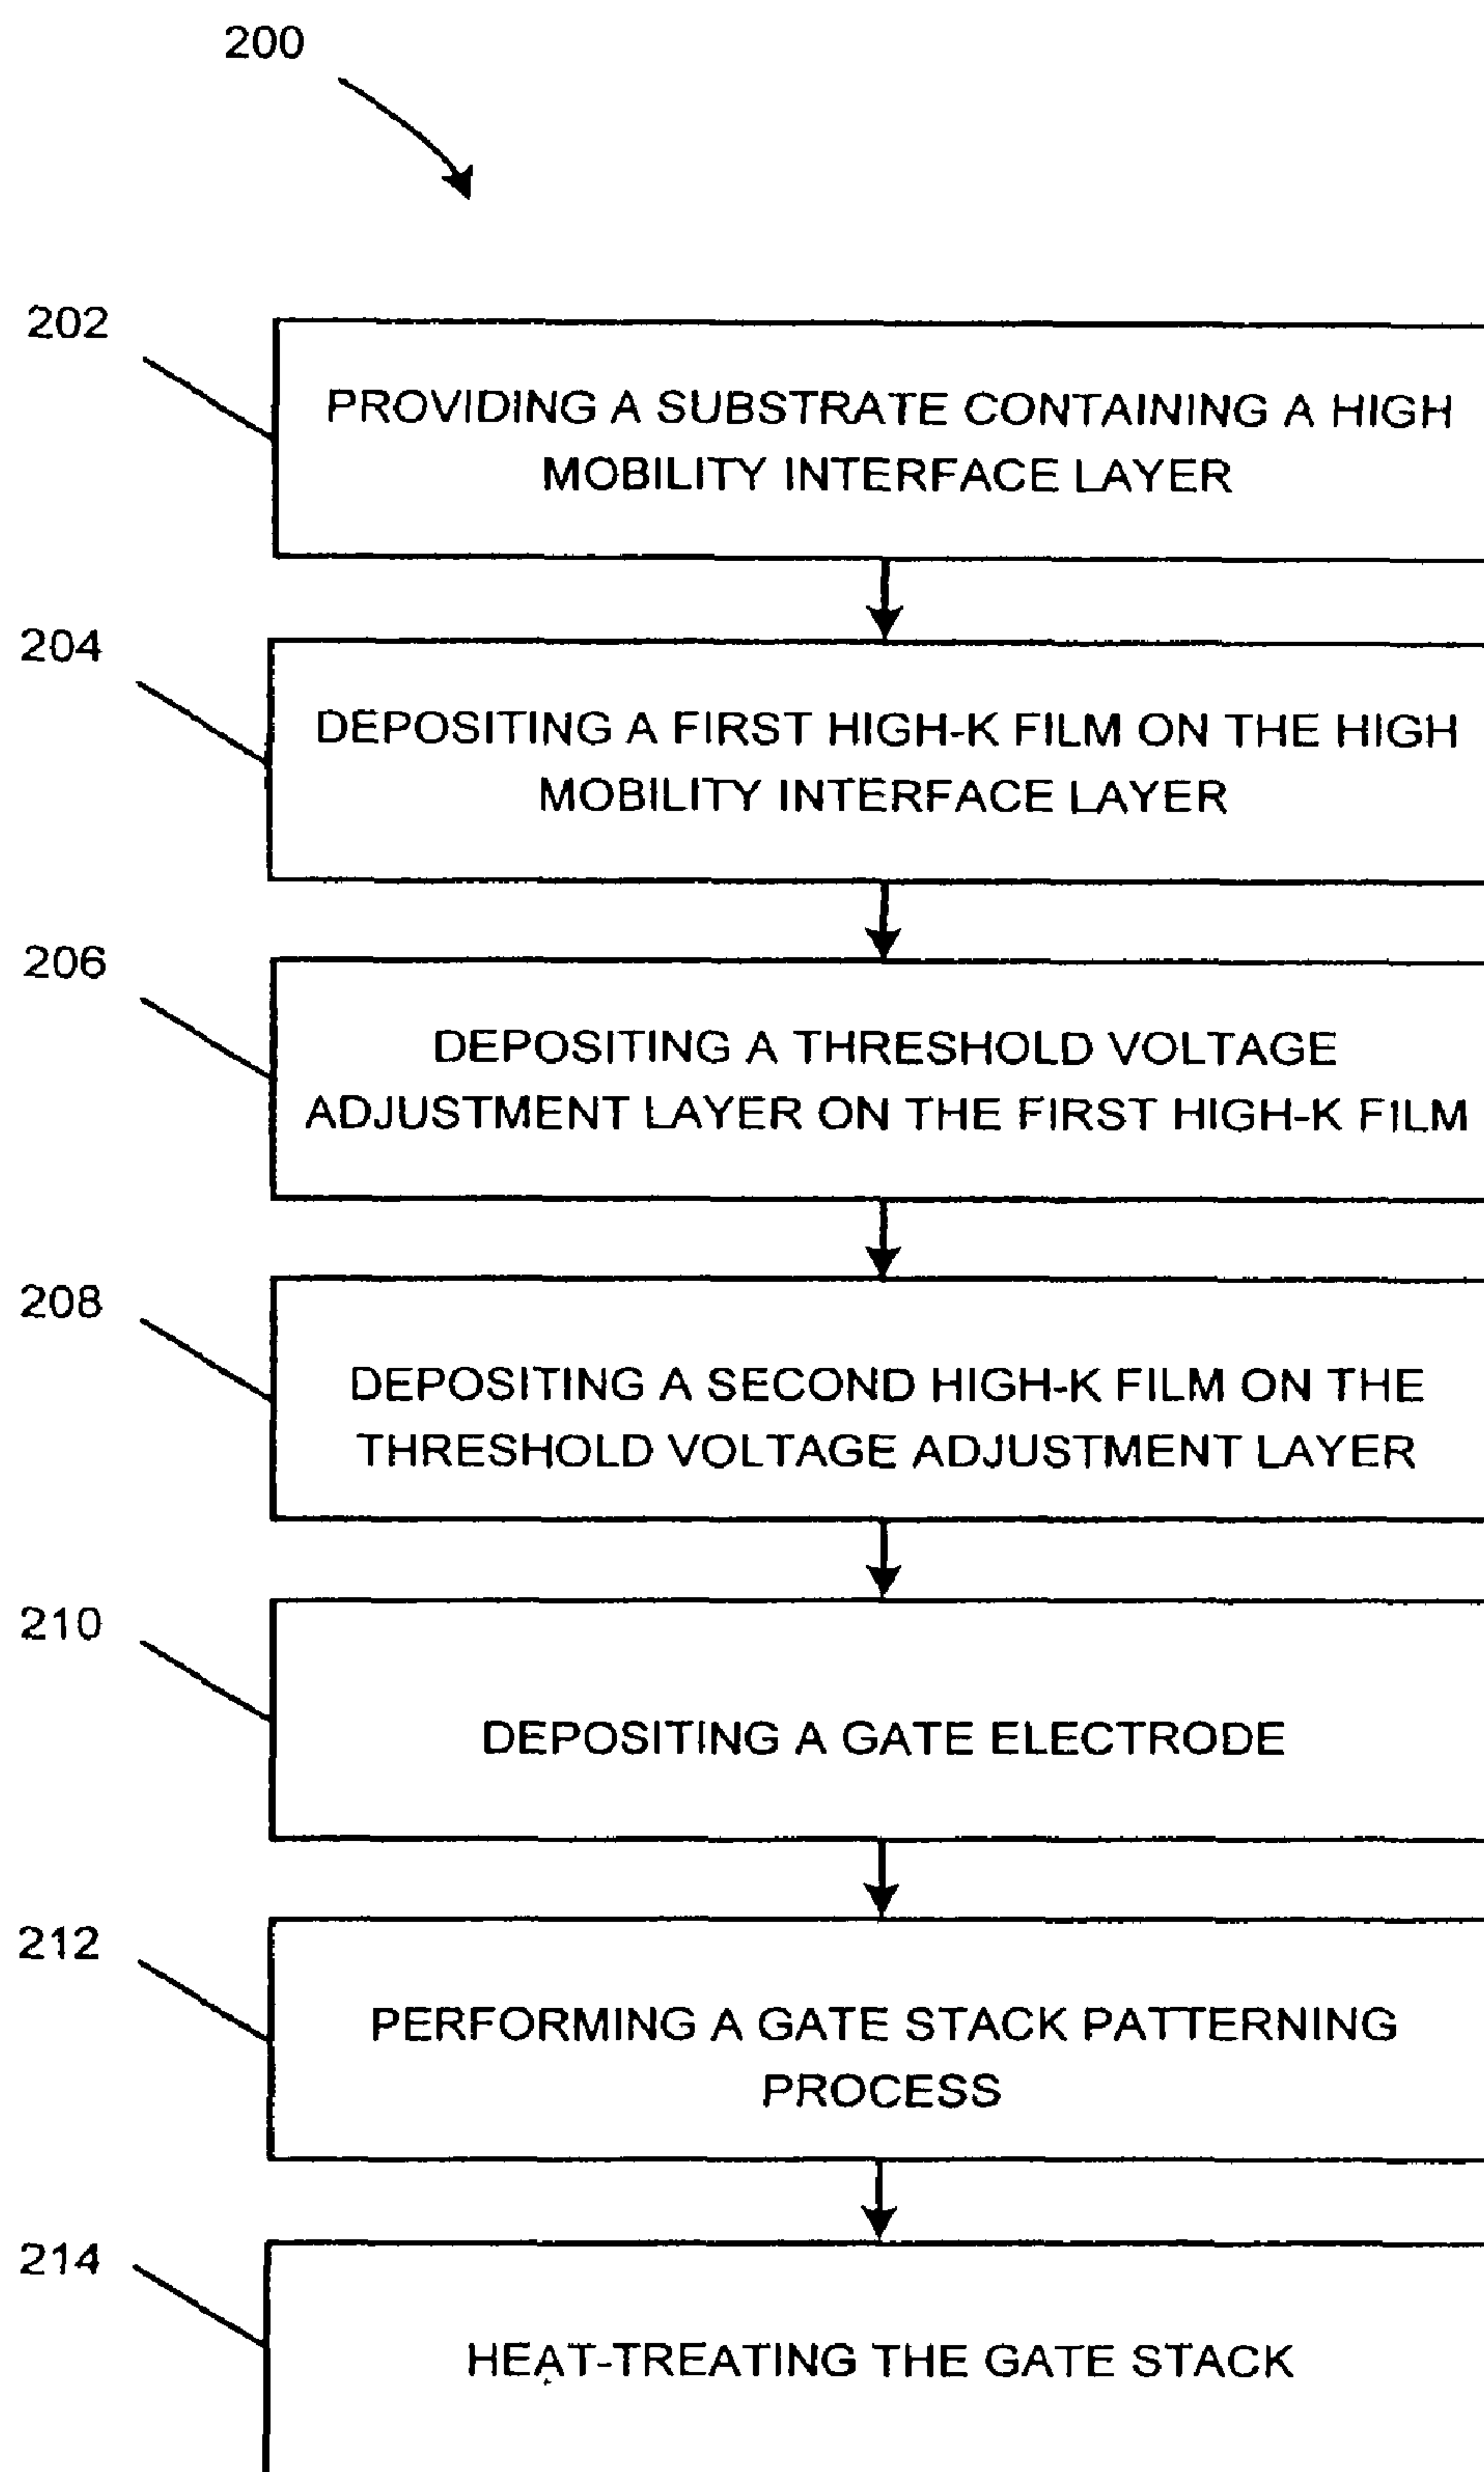 200
202
PROVIDING A SUBSTRATE CONTAINING A HIGH
MOBILITY INTERFACE LAYER
204
DEPOSITING A FIRST HIGH-K FILM ON THE HIGH
MOBILITY INTERFACE LAYER
206
DEPOSITING A THRESHOLD VOLTAGE
ADJUSTMENT LAYER ON THE FIRST HIGH-K FILM
208
DEPOSITING A SECOND HIGH-K FILM ON THE
THRESHOLD VOLTAGE ADJUSTMENT LAYER
210
DEPOSITING A GATE ELECTRODE
212
PERFORMING A GATE STACK PATTERNING
PROCESS
214
HEAT-TREATING THE GATE STACK